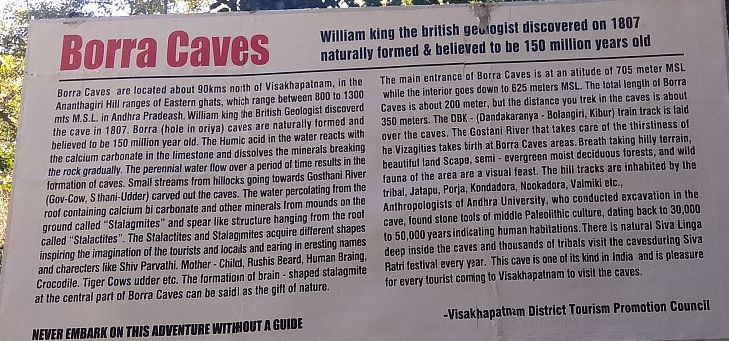 Borra Caves
William king the british geologist discovered on 1807
naturally formed & believed to be 150 million years old
Borra Caves are located about 90kms north of Visakhapatnam, in the
Ananthagiri Hill ranges of Eastern ghats, which range between 800 to 1300
mts M.S.L. in Andhra Pradeash. William king the British Geologist discoverd
the cave in 1807. Borra (hole in oriya) caves are naturally formed and
believed to be 150 million year old. The Humic acid in the water reacts with
the calcium carbonate in the limestone and dissolves the minerals breaking
the rock gradually. The perennial water flow over a period of time results in the
formation of caves. Small streams from hillocks going towards Gosthani River
(Gov-Cow, Sthani-Udder) carved out the caves. The water percolating from the
roof containing calcium bi carbonate and other minerals from mounds on the
ground called "Stalagmites" and spear like structure hanging from the roof
called "Stalactites". The Stalactites and Stalagmites acquire different shapes
inspiring the imagination of the tourists and locals and earing in eresting names
and charecters like Shiv Parvathi. Mother - Child, Rushis Beard, Human Braing,
Crocodile. Tiger Cows udder etc. The formation of brain - shaped stalagmite
at the central part of Borra Caves can be said as the gift of nature.
NEVER EMBARK ON THIS ADVENTURE WITHOUT A GUIDE
The main entrance of Borra Caves is at an atitude of 705 meter MSL
while the interior goes down to 625 meters MSL. The total length of Borra
Caves is about 200 meter, but the distance you trek in the caves is about
350 meters. The DBK - (Dandakaranya - Bolangiri, Kibur) train track is laid
over the caves. The Gostani River that takes care of the thirstiness of
he Vizagities takes birth at Borra Caves areas. Breath taking hilly terrain,
beautiful land Scape, semi - evergreen moist deciduous forests, and wild
fauna of the area are a visual feast. The hill tracks are inhabited by the
tribal, Jatapu, Porja, Kondadora, Nookadora, Valmiki etc.,
Anthropologists of Andhra University, who conducted excavation in the
cave, found stone tools of middle Paleolithic culture, dating back to 30,000
to 50,000 years indicating human habitations. There is natural Siva Linga
deep inside the caves and thousands of tribals visit the cavesduring Siva
Ratri festival every year. This cave is one of its kind in India and is pleasure
for every tourist coming to Visakhapatnam to visit the caves.
-Visakhapatnam District Tourism Promotion Council